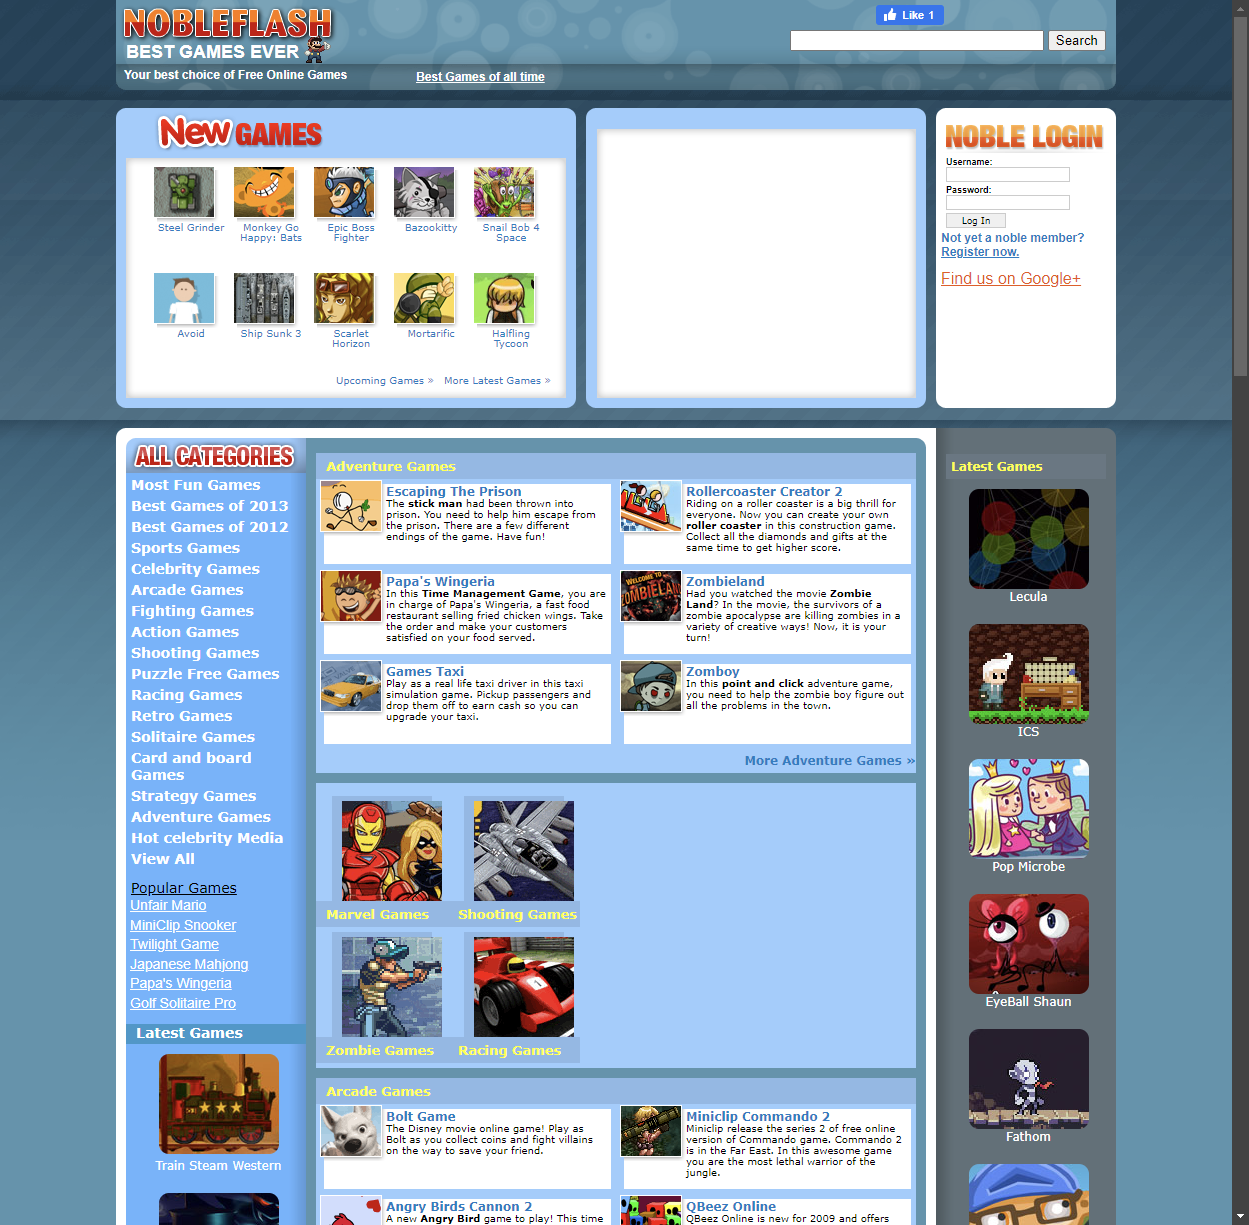 NOBLEFLASH
BEST GAMES EVER
Like 1
Search
Your best choice of Free Online Games
Best Games of all time
New GAMES
Steel Grinder
Monkey Go
Happy: Bats
Epic Boss
Fighter
Bazookitty
Snail Bob 4
Space
Avoid
Ship Sunk 3
Scarlet
Horizon
Mortarific
Halfling
Tycoon
Upcoming Games »
More Latest Games »
NOBLE LOGIN
Username:
Password:
Log In
Not yet a noble member?
Register now.
Find us on Google+
ALL CATEGORIES
Most Fun Games
Best Games of 2013
Best Games of 2012
Sports Games
Celebrity Games
Arcade Games
Fighting Games
Action Games
Shooting Games
Puzzle Free Games
Racing Games
Retro Games
Solitaire Games
Card and board
Games
Strategy Games
Adventure Games
Hot celebrity Media
View All
Popular Games
Unfair Mario
MiniClip Snooker
Twilight Game
Japanese Mahjong
Papa's Wingeria
Golf Solitaire Pro
Latest Games
Train Steam Western
Adventure Games
Escaping The Prison
The stick man had been thrown into
prison. You need to help him escape from
the prison. There are a few different
endings of the game. Have fun!
Rollercoaster Creator 2
Riding on a roller coaster is a big thrill for
everyone. Now you can create your own
roller coaster in this construction game.
Collect all the diamonds and gifts at the
same time to get higher score.
Papa's Wingeria
In this Time Management Game, you are
in charge of Papa's Wingeria, a fast food
restaurant selling fried chicken wings. Take
the order and make your customers
satisfied on your food served.
WELCOME TO
ZOMBIELAND
Zombieland
Had you watched the movie Zombie
Land? In the movie, the survivors of a
zombie apocalypse are killing zombies in a
variety of creative ways! Now, it is your
turn!
Games Taxi
Play as a real life taxi driver in this taxi
simulation game. Pickup passengers and
drop them off to earn cash so you can
upgrade your taxi.
Zomboy
In this point and click adventure game,
you need to help the zombie boy figure out
all the problems in the town.
More Adventure Games »
Marvel Games
Shooting Games
1
Zombie Games
Racing Games
Arcade Games
Bolt Game
The Disney movie online game! Play as
Bolt as you collect coins and fight villains
on the way to save your friend.
Miniclip Commando 2
Miniclip release the series 2 of free online
version of Commando game. Commando 2
is in the Far East. In this awesome game
you are the most lethal warrior of the
jungle.
Angry Birds Cannon 2
A new Angry Bird game to play! This time
QBeez Online
QBeez Online is new for 2009 and offers
Latest Games
Lecula
ICS
Pop Microbe
EyeBall Shaun
Fathom